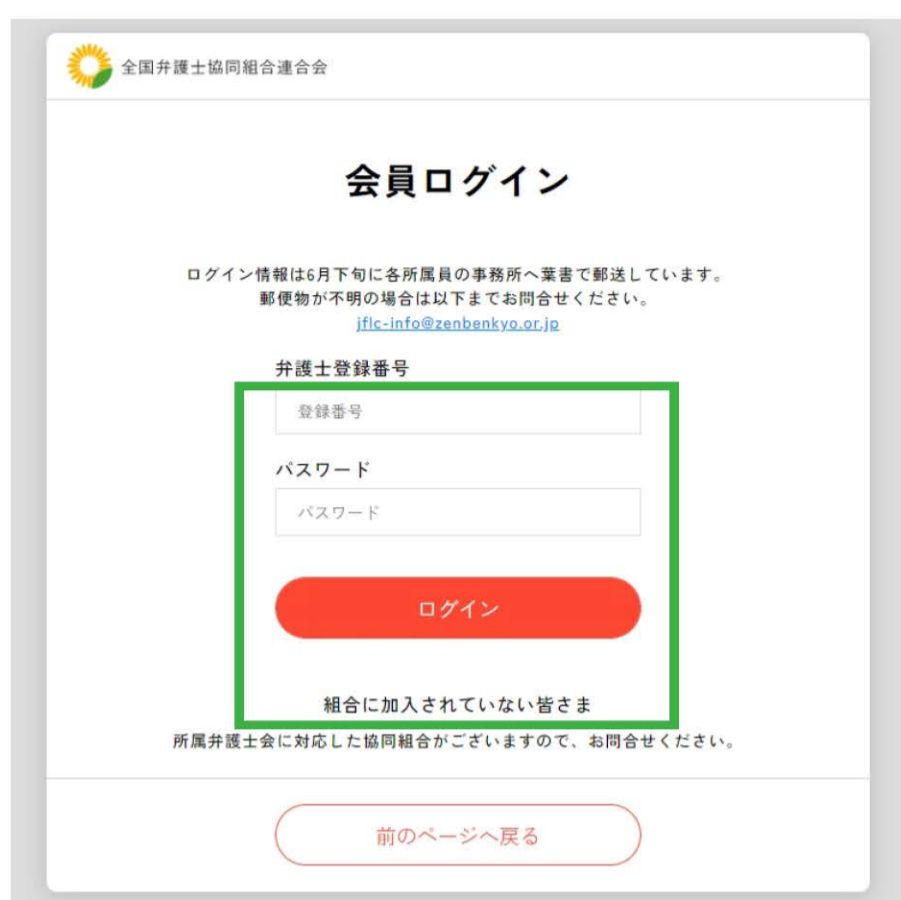 全国弁護士協同組合連合会
会員ログイン
ログイン情報は6月下旬に各所属員の事務所へ葉書で郵送しています。
郵便物が不明の場合は以下までお問合せください。
jflc-info@zenbenkyo.or.jp
弁護士登録番号
登録番号
パスワード
パスワード
ログイン
組合に加入されていない皆さま
所属弁護士会に対応した協同組合がございますので、お問合せください。
前のページへ戻る